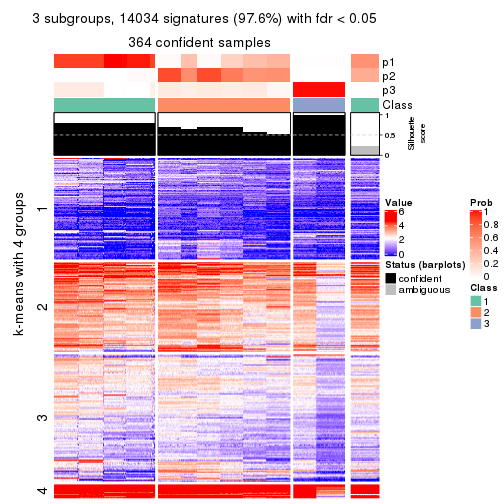 3 subgroups, 14034 signatures (97.6%) with fdr < 0.05
364 confident samples
p1
p2
p3
Class
1
0.5
0
Silhouette
score
k-means with 4 groups
1
2
3
4
Value
6
4
2
0
Status (barplots)
confident
ambiguous
Prob
1
0.8
0.6
0.4
0.2
0
Class
1
2
3